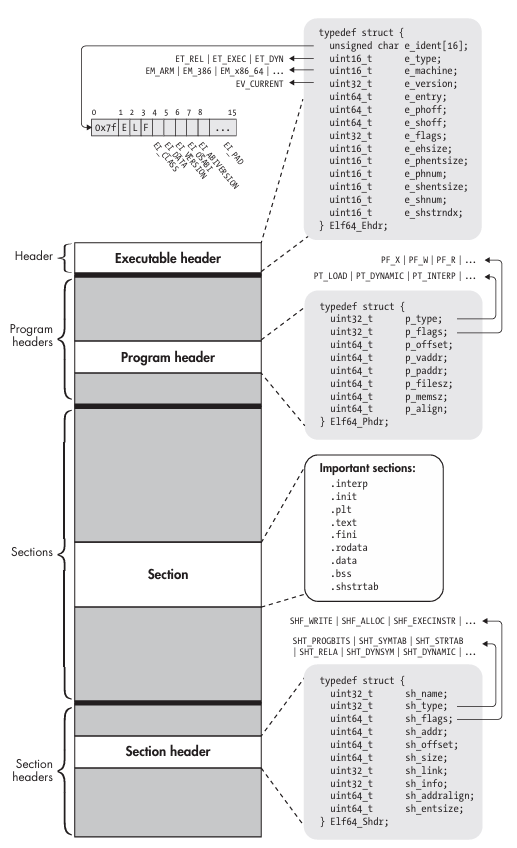 typedef struct {
unsigned char e_ident[16];
ET_REL | ET_EXEC | ET_DYN
uint16_t e_type;
EM_ARM | EM_386 | EM_x86_64 | ...
uint16_t e_machine;
EV_CURRENT
uint32_t e_version;
uint64_t e_entry;
uint64_t e_phoff;
uint64_t e_shoff;
uint32_t e_flags;
uint16_t e_ehsize;
uint16_t e_phentsize;
uint16_t e_phnum;
uint16_t e_shentsize;
uint16_t e_shnum;
uint16_t e_shstrndx;
} Elf64_Ehdr;
0 1 2 3 4 5 6 7 8 15
0x7f E L F ...
EI_CLASS
EI_DATA
EI_VERSION
EI_OSABI
EI_ABIVERSION
EI_PAD
Header
Executable header
Program headers
Program header
PF_X | PF_W | PF_R | ...
PT_LOAD | PT_DYNAMIC | PT_INTERP | ...
typedef struct {
uint32_t p_type;
uint32_t p_flags;
uint64_t p_offset;
uint64_t p_vaddr;
uint64_t p_paddr;
uint64_t p_filesz;
uint64_t p_memsz;
uint64_t p_align;
} Elf64_Phdr;
Sections
Section
Important sections:
.interp
.init
.plt
.text
.fini
.rodata
.data
.bss
.shstrtab
SHF_WRITE | SHF_ALLOC | SHF_EXECINSTR | ...
SHT_PROGBITS | SHT_SYMTAB | SHT_STRTAB
| SHT_RELA | SHT_DYNSYM | SHT_DYNAMIC | ...
Section
headers
Section header
typedef struct {
uint32_t sh_name;
uint32_t sh_type;
uint64_t sh_flags;
uint64_t sh_addr;
uint64_t sh_offset;
uint64_t sh_size;
uint32_t sh_link;
uint32_t sh_info;
uint64_t sh_addralign;
uint64_t sh_entsize;
} Elf64_Shdr;